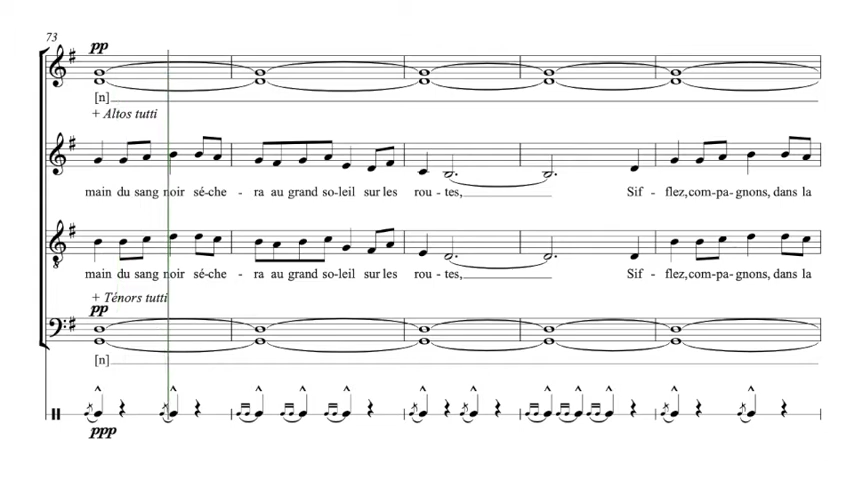 73
pp
[n]
+ Altos tutti
main du sang noir sé-che - ra au grand so-leil sur les rou - tes, Sif - flez, com-pa-gnons, dans la
main du sang noir sé-che - ra au grand so-leil sur les rou - tes, Sif - flez, com-pa-gnons, dans la
+ Ténors tutti
pp
[n]
ppp